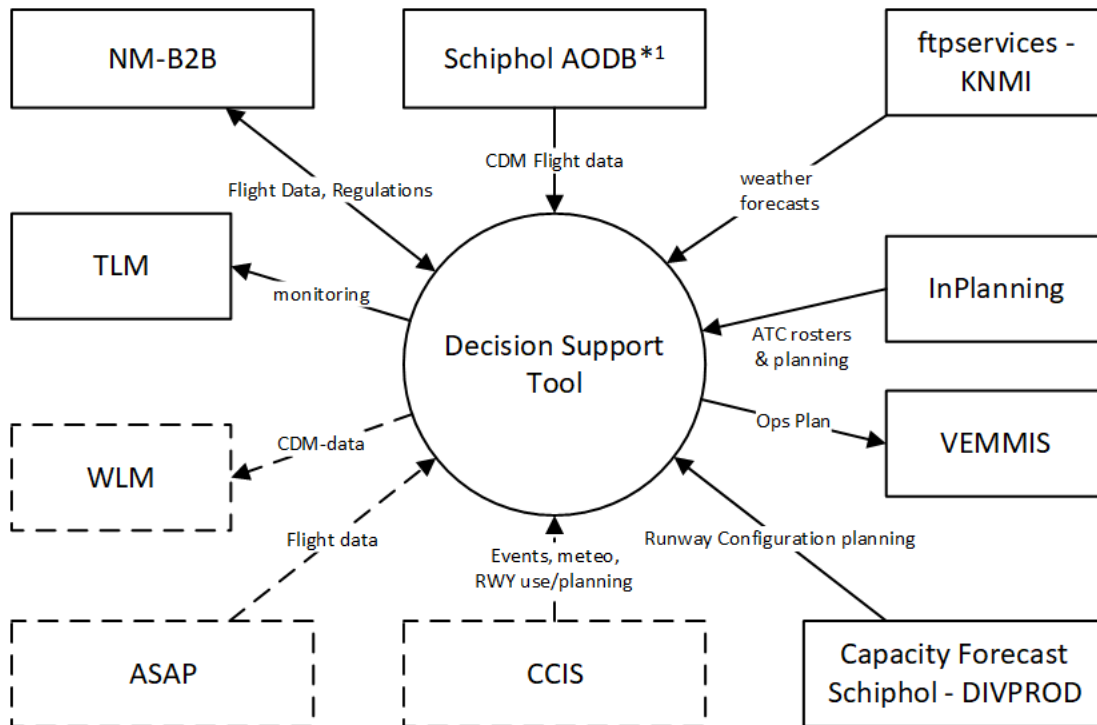 NM-B2B
Schiphol AODB*1
ftpservices -
KNMI
CDM Flight data
Flight Data, Regulations
weather
forecasts
TLM
monitoring
InPlanning
ATC rosters
& planning
Decision Support
Tool
Ops Plan
VEMMIS
CDM-data
WLM
Flight data
Events, meteo,
RWY use/planning
Runway Configuration planning
ASAP
CCIS
Capacity Forecast
Schiphol - DIVPROD